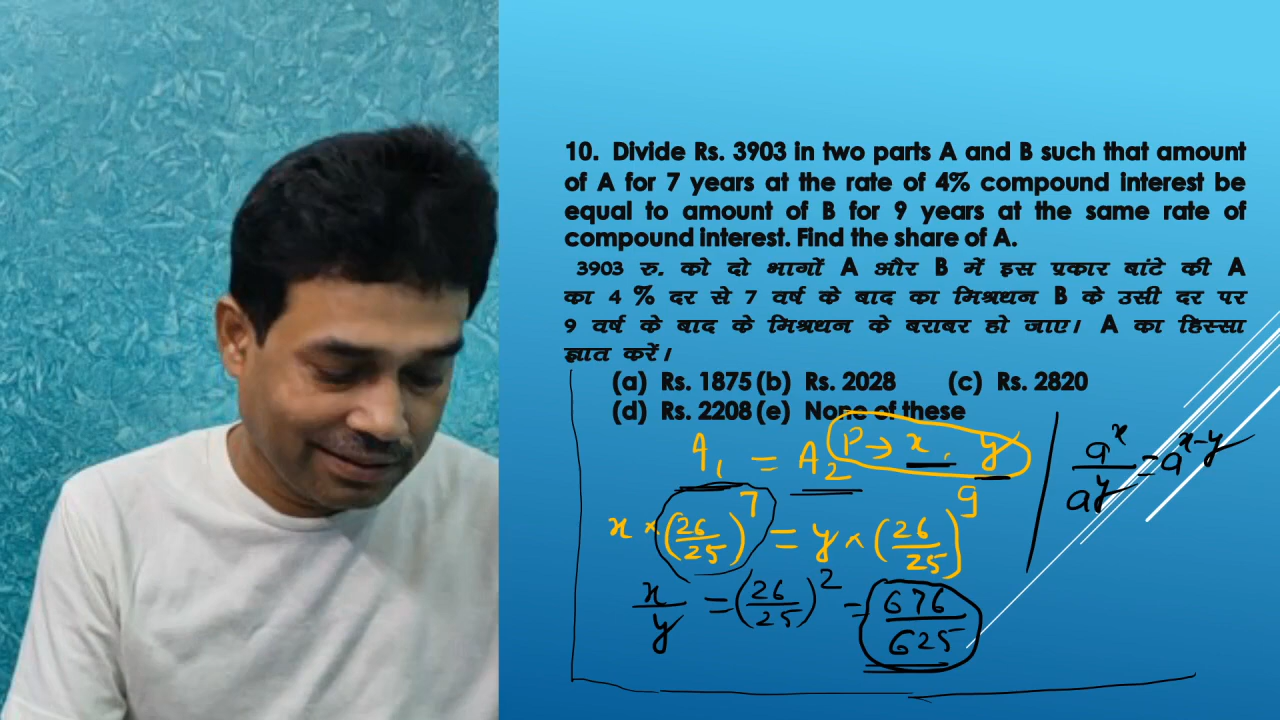 10. Divide Rs. 3903 in two parts A and B such that amount
of A for 7 years at the rate of 4% compound interest be
equal to amount of B for 9 years at the same rate of
compound interest. Find the share of A.
3903 रु. को दो भागों A और B में इस प्रकार बांटे की A
का 4 % दर से 7 वर्ष के बाद का मिश्रधन B के उसी दर पर
9 वर्ष के बाद के मिश्रधन के बराबर हो जाए। A का हिस्सा
ज्ञात करें।
(a) Rs. 1875 (b) Rs. 2028 (c) Rs. 2820
(d) Rs. 2208 (e) None of these
A₁ = A₂ P → x, y
x × (26/25)⁷ = y × (26/25)⁹
x/y = (26/25)² = 676/625
aˣ/aʸ = aˣ⁻ʸ